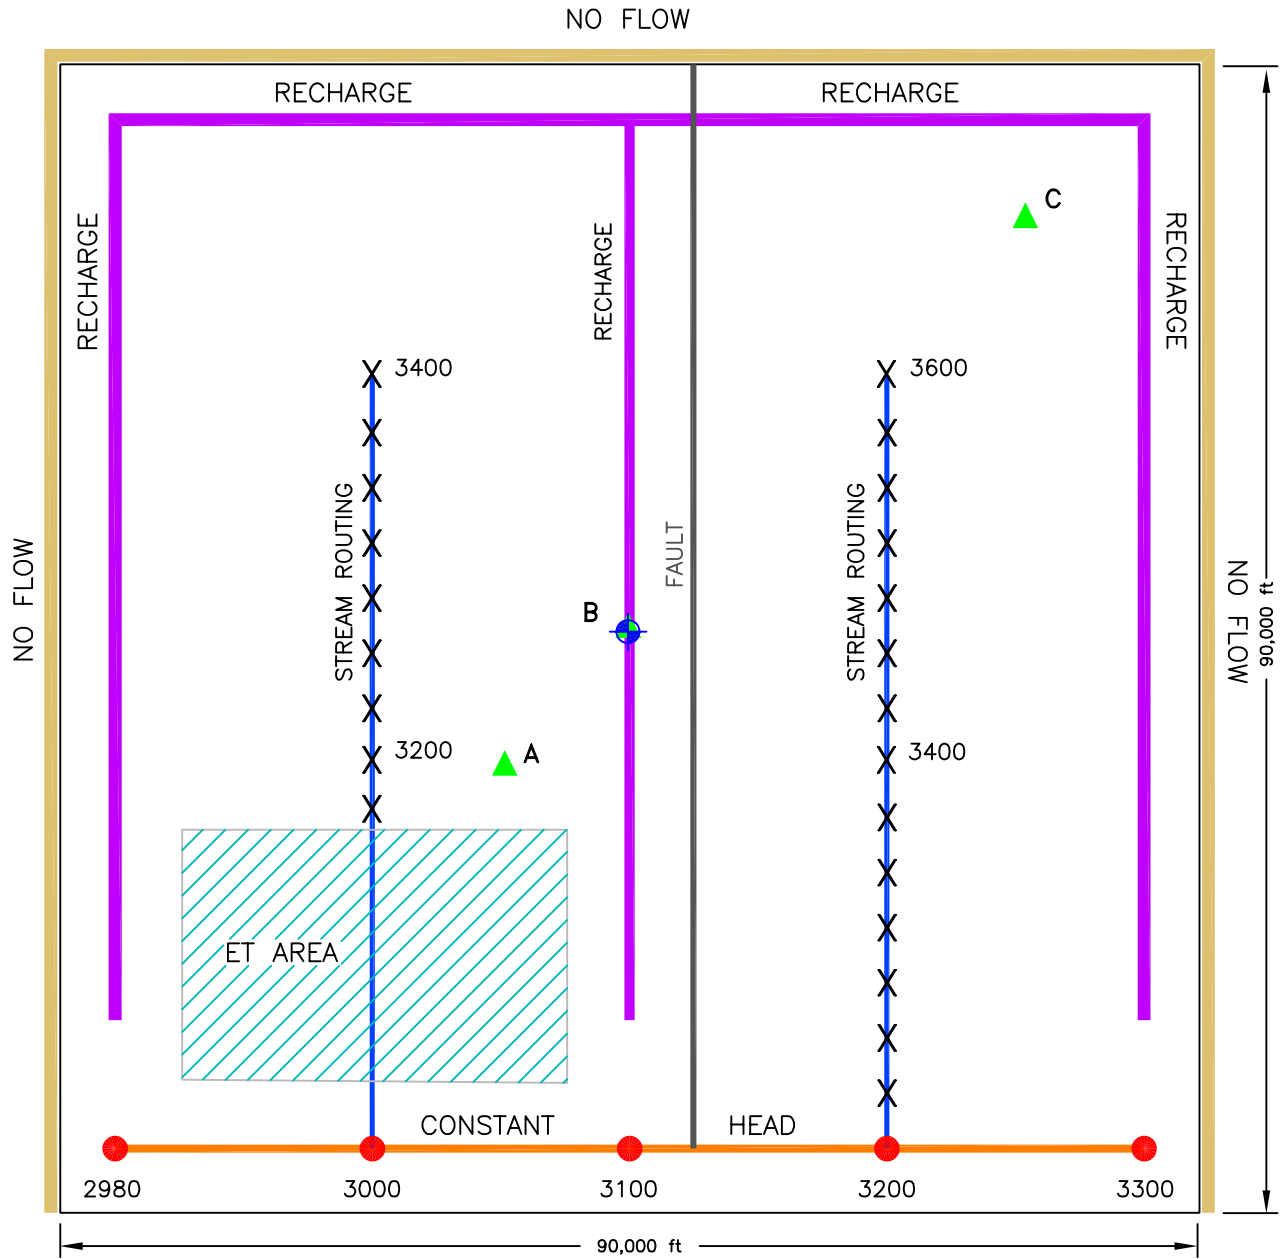 NO FLOW
RECHARGE
RECHARGE
C
RECHARGE
RECHARGE
RECHARGE
3400
3600
STREAM ROUTING
STREAM ROUTING
FAULT
NO FLOW
NO FLOW
90,000 ft
B
3200
A
3400
ET AREA
CONSTANT
HEAD
2980
3000
3100
3200
3300
90,000 ft